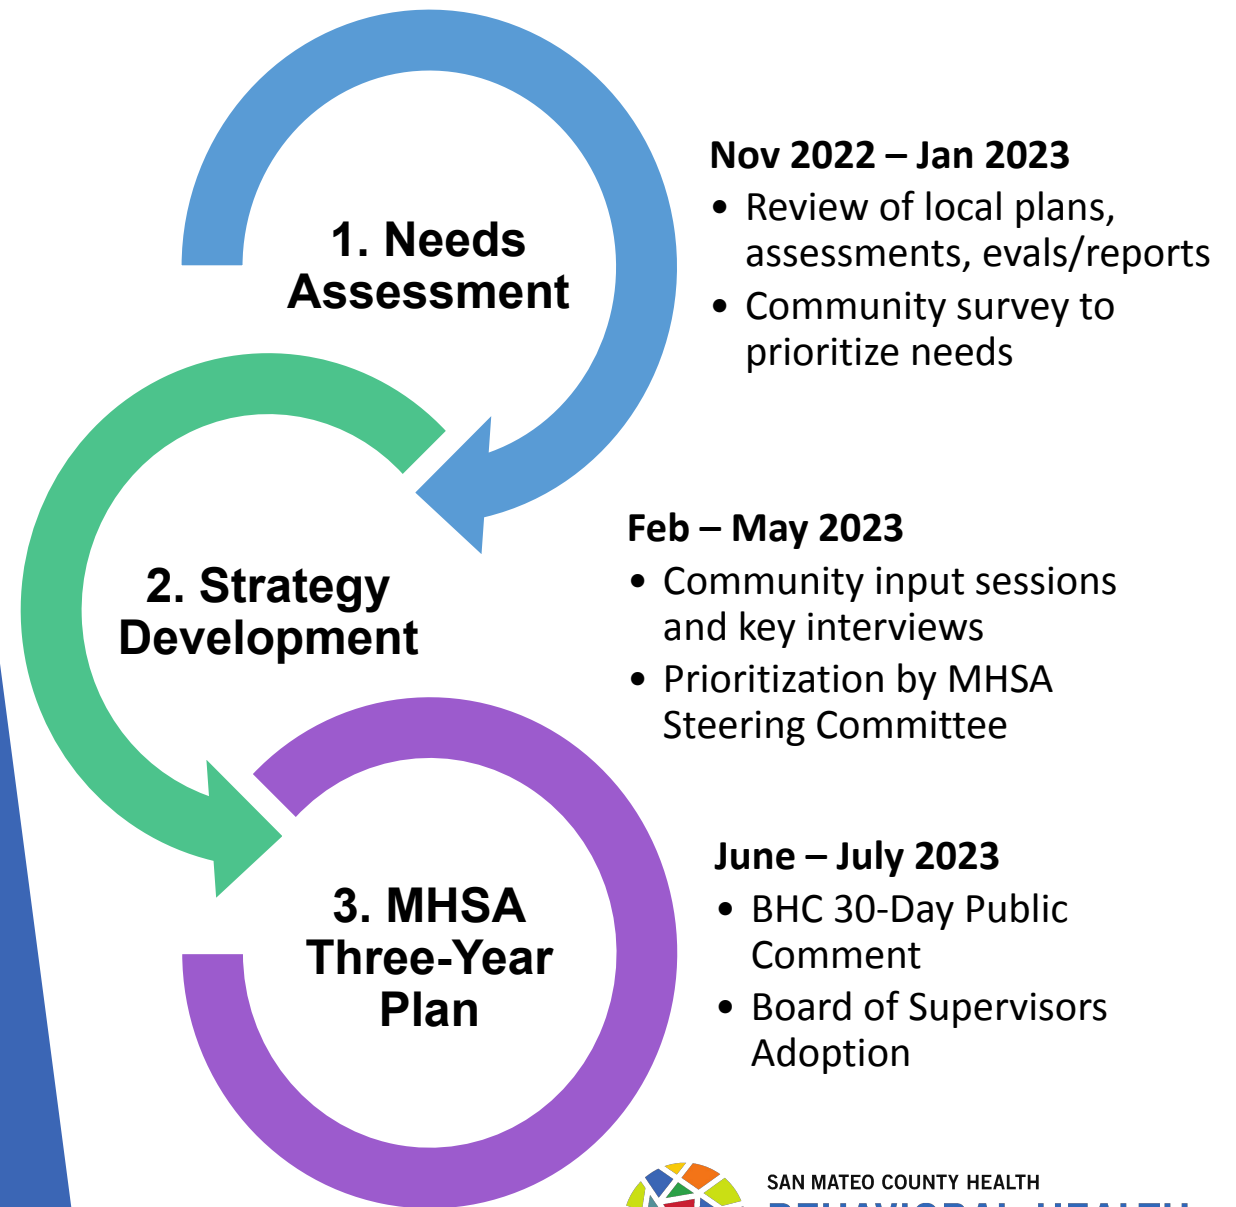 1. Needs
Assessment
Nov 2022 – Jan 2023
• Review of local plans,
assessments, evals/reports
• Community survey to
prioritize needs
2. Strategy
Development
Feb – May 2023
• Community input sessions
and key interviews
• Prioritization by MHSA
Steering Committee
3. MHSA
Three-Year
Plan
June – July 2023
• BHC 30-Day Public
Comment
• Board of Supervisors
Adoption
SAN MATEO COUNTY HEALTH
BEHAVIORAL HEALTH